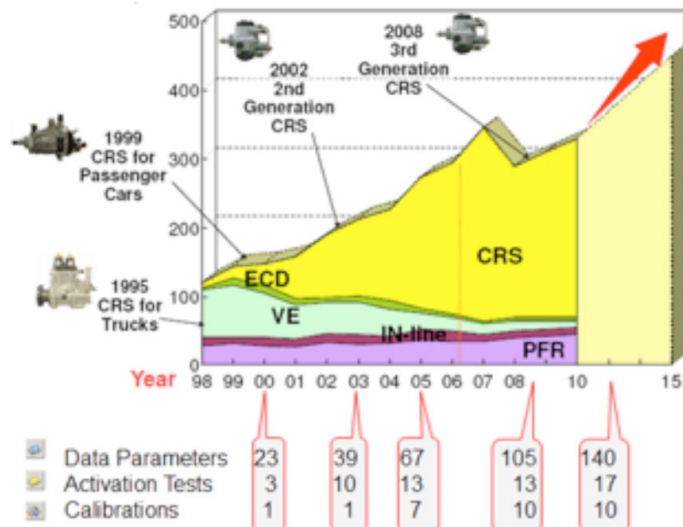 500
400
300
200
100
0
2008
3rd
Generation
CRS
2002
2nd
Generation
CRS
1999
CRS for
Passenger
Cars
1995
CRS for
Trucks
ECD
CRS
VE
IN-line
PFR
Year
98 99 00 01 02 03 04 05 06 07 08 10 15
Data Parameters 23 39 67 105 140
Activation Tests 3 10 13 13 17
Calibrations 1 1 7 10 10